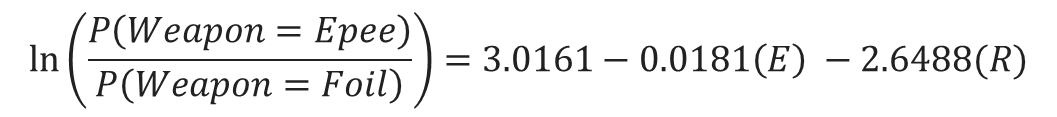 ln(P(Weapon = Epee)/P(Weapon = Foil)) = 3.0161 − 0.0181(E) − 2.6488(R)